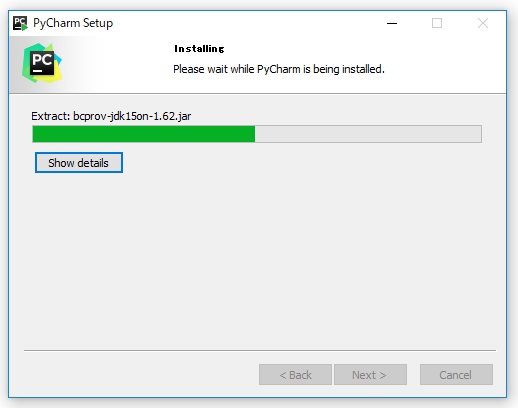 PC PyCharm Setup
PC
Installing
Please wait while PyCharm is being installed.
Extract: bcprov-jdk15on-1.62.jar
Show details
< Back Next > Cancel